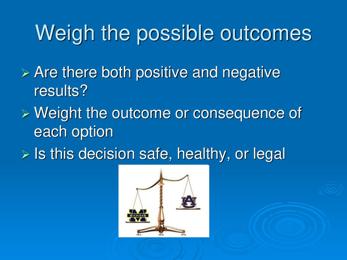 Weigh the possible outcomes
Are there both positive and negative
results?
Weight the outcome or consequence of
each option
Is this decision safe, healthy, or legal